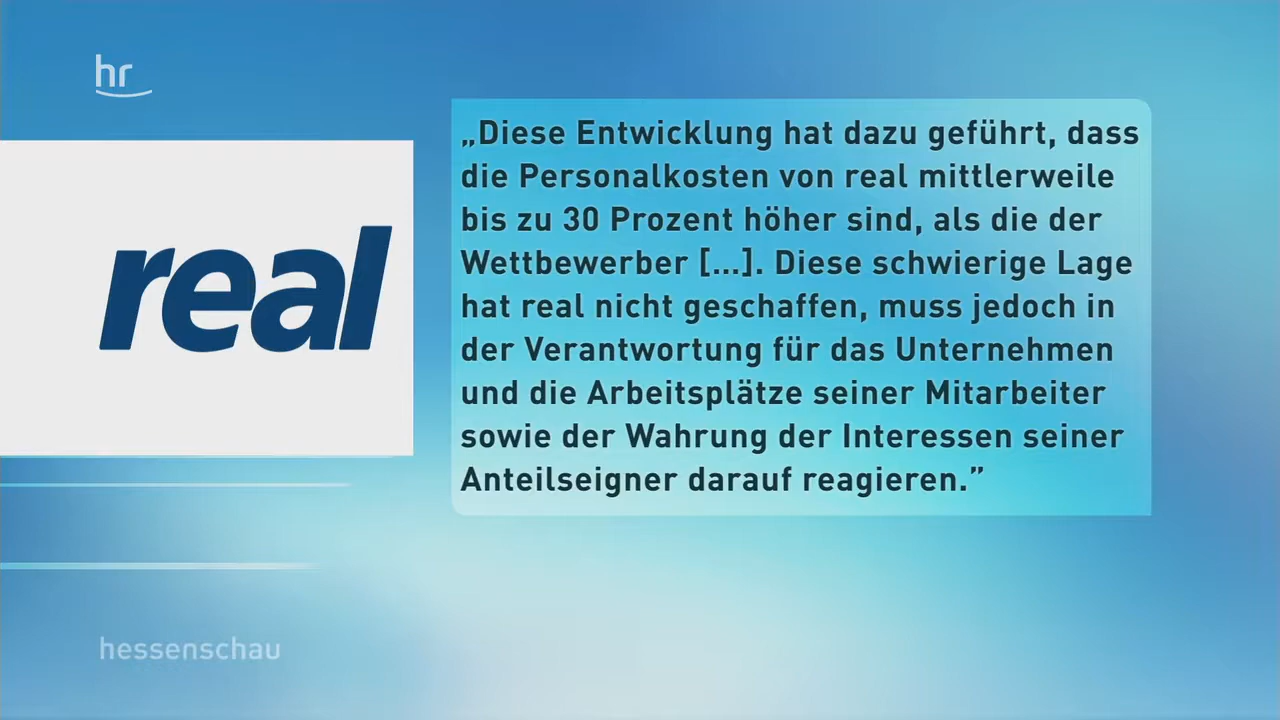 hr
real
„Diese Entwicklung hat dazu geführt, dass
die Personalkosten von real mittlerweile
bis zu 30 Prozent höher sind, als die der
Wettbewerber [...]. Diese schwierige Lage
hat real nicht geschaffen, muss jedoch in
der Verantwortung für das Unternehmen
und die Arbeitsplätze seiner Mitarbeiter
sowie der Wahrung der Interessen seiner
Anteilseigner darauf reagieren.”
hessenschau